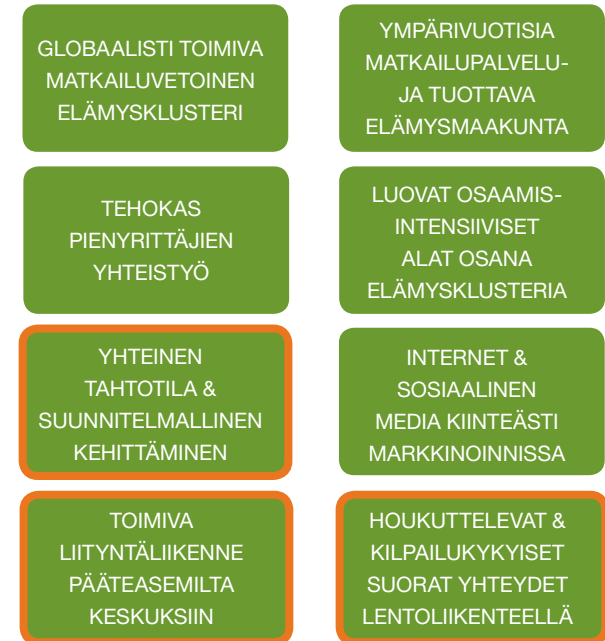 GLOBAALISTI TOIMIVA
MATKAILUVETOINEN
ELÄMYSKLUSTERI
YMPÄRIVUOTISIA
MATKAILUPALVELU-
JA TUOTTAVA
ELÄMYSMAAKUNTA
TEHOKAS
PIENYRITTÄJIEN
YHTEISTYÖ
LUOVAT OSAAMIS-
INTENSIIVISET
ALAT OSANA
ELÄMYSKLUSTERIA
YHTEINEN
TAHTOTILA &
SUUNNITELMALLINEN
KEHITTÄMINEN
INTERNET &
SOSIAALINEN
MEDIA KIINTEÄSTI
MARKKINOINNISSA
TOIMIVA
LIITYNTÄLIIKENNE
PÄÄTEASEMILTA
KESKUKSIIN
HOUKUTTELEVAT &
KILPAILUKYKYISET
SUORAT YHTEYDET
LENTOLIIKENTEELLÄ